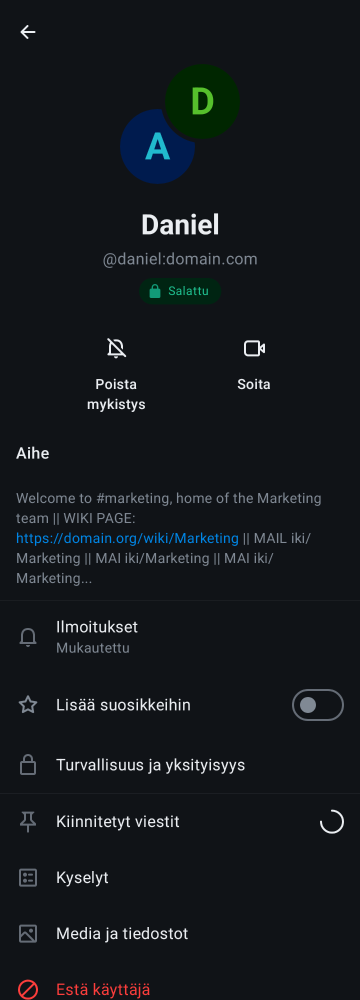 D
A
Daniel
@daniel:domain.com
Salattu
Poista
mykistys
Soita
Aihe
Welcome to #marketing, home of the Marketing
team || WIKI PAGE:
https://domain.org/wiki/Marketing || MAIL iki/
Marketing || MAI iki/Marketing || MAI iki/
Marketing...
Ilmoitukset
Mukautettu
Lisää suosikkeihin
Turvallisuus ja yksityisyys
Kiinnitetyt viestit
Kyselyt
Media ja tiedostot
Estä käyttäjä